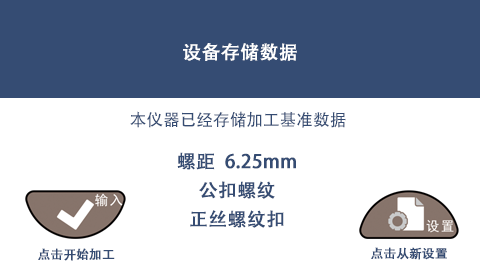 设备存储数据
本仪器已经存储加工基准数据
螺距 6.25mm
公扣螺纹
正丝螺纹扣
输入
设置
点击开始加工
点击从新设置